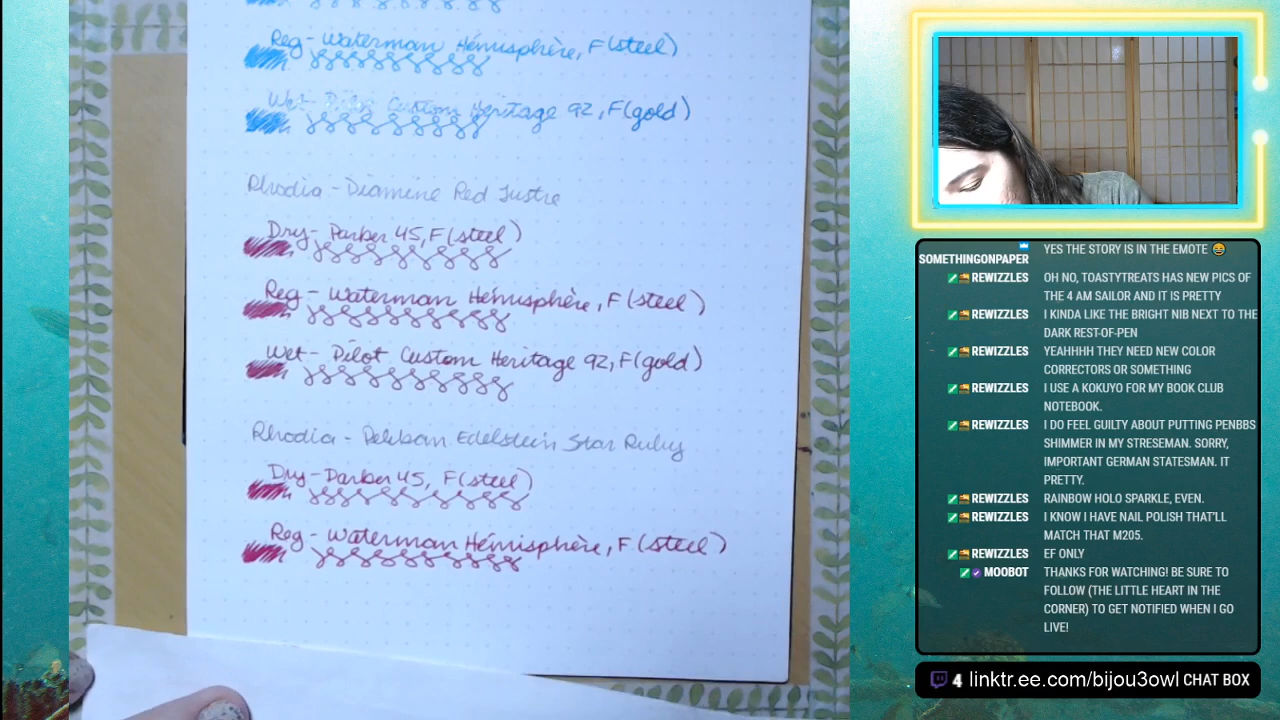 Reg - Waterman Hémisphère, F (steel)
Wet - Pilot Custom Heritage 92, F (gold)
Rhodia - Diamine Red Lustre
Dry - Parker 45, F (steel)
Reg - Waterman Hémisphère, F (steel)
Wet - Pilot Custom Heritage 92, F (gold)
Rhodia - Pelikan Edelstein Star Ruby
Dry - Parker 45, F (steel)
Reg - Waterman Hémisphère, F (steel)
SOMETHINGONPAPER YES THE STORY IS IN THE EMOTE
REWIZZLES OH NO, TOASTYTREATS HAS NEW PICS OF
THE 4 AM SAILOR AND IT IS PRETTY
REWIZZLES I KINDA LIKE THE BRIGHT NIB NEXT TO THE
DARK REST-OF-PEN
REWIZZLES YEAHHHH THEY NEED NEW COLOR
CORRECTORS OR SOMETHING
REWIZZLES I USE A KOKUYO FOR MY BOOK CLUB
NOTEBOOK.
REWIZZLES I DO FEEL GUILTY ABOUT PUTTING PENBBS
SHIMMER IN MY STRESEMAN. SORRY,
IMPORTANT GERMAN STATESMAN. IT
PRETTY.
REWIZZLES RAINBOW HOLO SPARKLE, EVEN.
REWIZZLES I KNOW I HAVE NAIL POLISH THAT'LL
MATCH THAT M205.
REWIZZLES EF ONLY
MOOBOT THANKS FOR WATCHING! BE SURE TO
FOLLOW (THE LITTLE HEART IN THE
CORNER) TO GET NOTIFIED WHEN I GO
LIVE!
4 linktr.ee.com/bijou3owl CHAT BOX